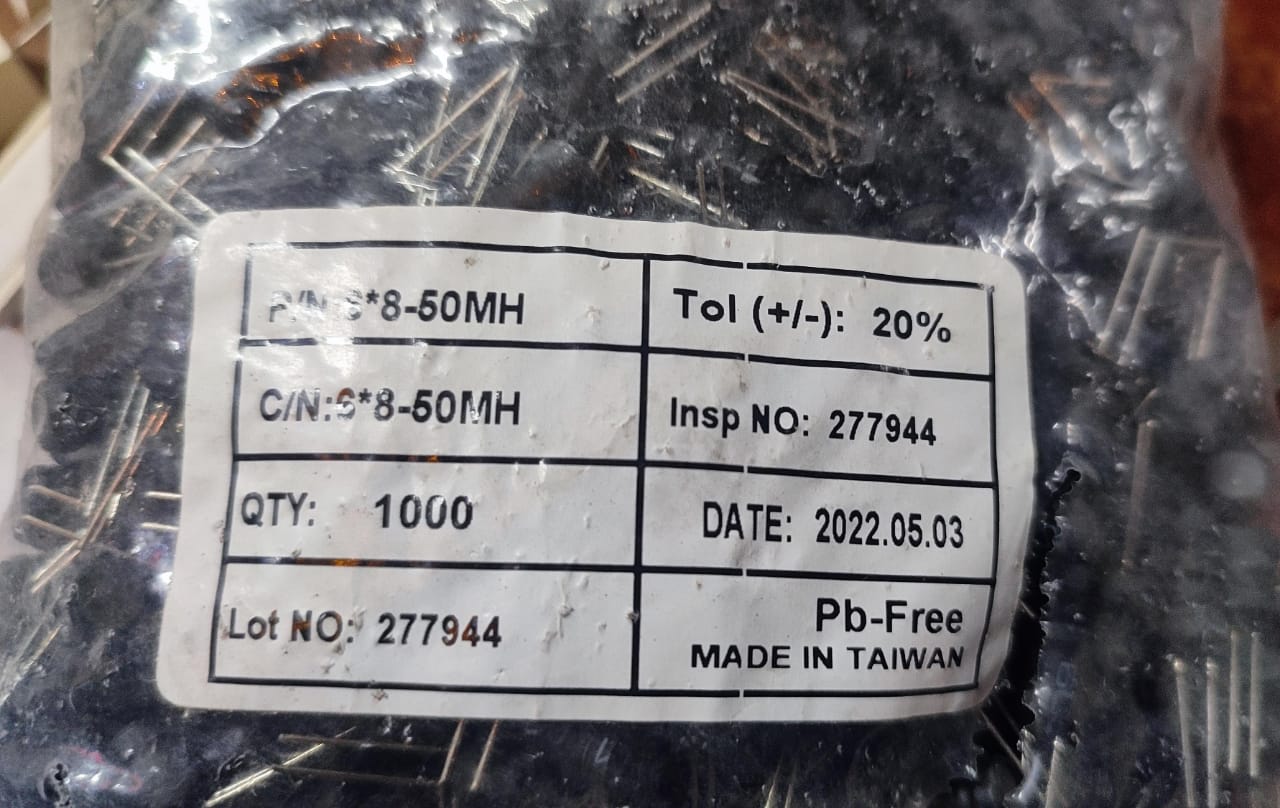 P/N:6*8-50MH
Tol (+/-): 20%
C/N:6*8-50MH
Insp NO: 277944
QTY: 1000
DATE: 2022.05.03
Lot NO: 277944
Pb-Free
MADE IN TAIWAN